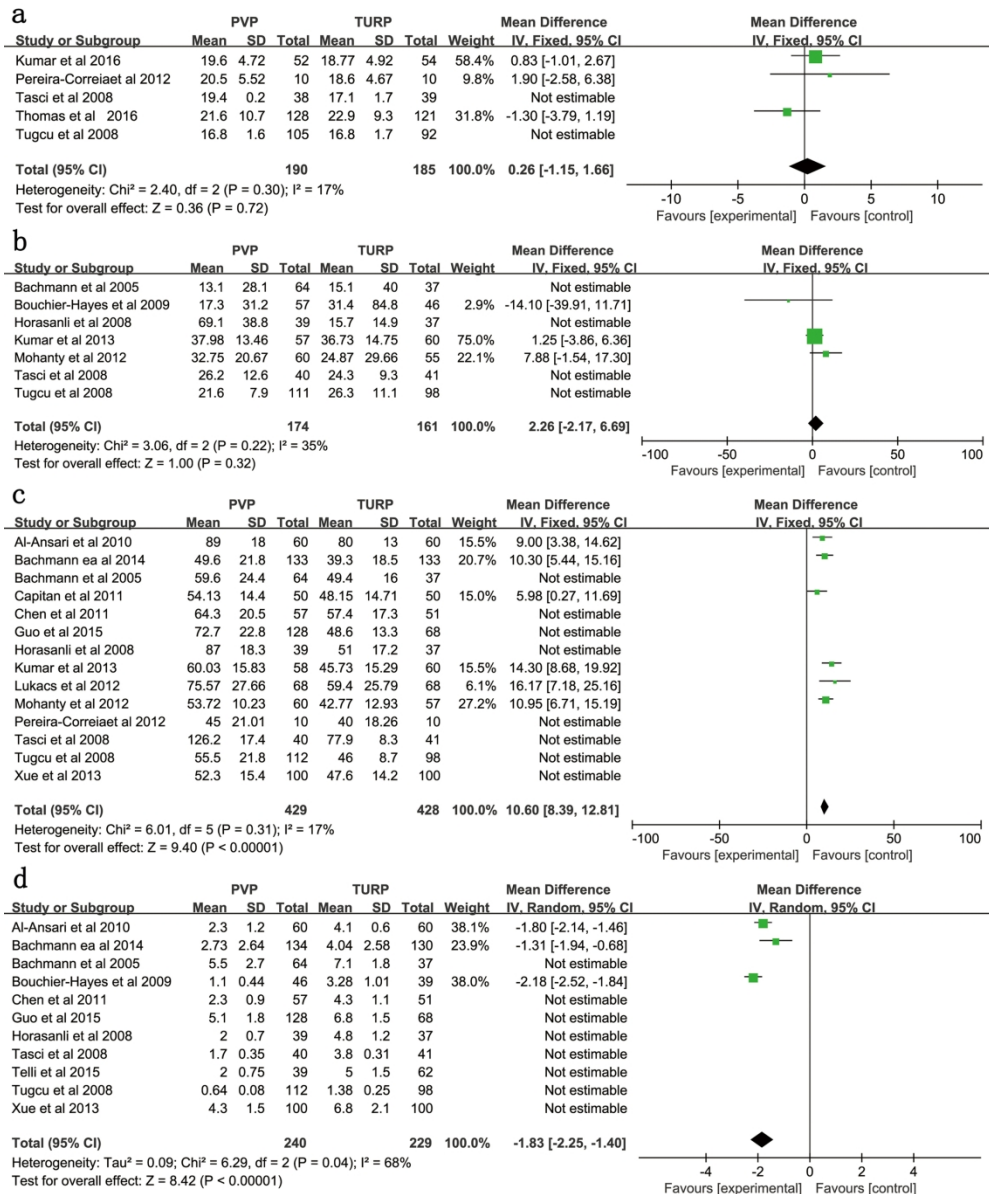 a
PVP TURP Mean Difference Mean Difference
Study or Subgroup Mean SD Total Mean SD Total Weight IV, Fixed, 95% CI IV, Fixed, 95% CI
Kumar et al 2016 19.6 4.72 52 18.77 4.92 54 58.4% 0.83 [-1.01, 2.67]
Pereira-Correiaet al 2012 20.5 5.52 10 18.6 4.67 10 9.8% 1.90 [-2.58, 6.38]
Tasci et al 2008 19.4 0.2 38 17.1 1.7 39 Not estimable
Thomas et al 2016 21.6 10.7 128 22.9 9.3 121 31.8% -1.30 [-3.79, 1.19]
Tugcu et al 2008 16.8 1.6 105 16.8 1.7 92 Not estimable
Total (95% CI) 190 185 100.0% 0.26 [-1.15, 1.66]
Heterogeneity: Chi² = 2.40, df = 2 (P = 0.30); I² = 17%
Test for overall effect: Z = 0.36 (P = 0.72)
-10 -5 0 5 10
Favours [experimental] Favours [control]
b
PVP TURP Mean Difference Mean Difference
Study or Subgroup Mean SD Total Mean SD Total Weight IV, Fixed, 95% CI IV, Fixed, 95% CI
Bachmann et al 2005 13.1 28.1 64 15.1 40 37 Not estimable
Bouchier-Hayes et al 2009 17.3 31.2 57 31.4 84.8 46 2.9% -14.10 [-39.91, 11.71]
Horasanli et al 2008 69.1 38.8 39 15.7 14.9 37 Not estimable
Kumar et al 2013 37.98 13.46 57 36.73 14.75 60 75.0% 1.25 [-3.86, 6.36]
Mohanty et al 2012 32.75 20.67 60 24.87 29.66 55 22.1% 7.88 [-1.54, 17.30]
Tasci et al 2008 26.2 12.6 40 24.3 9.3 41 Not estimable
Tugcu et al 2008 21.6 7.9 111 26.3 11.1 98 Not estimable
Total (95% CI) 174 161 100.0% 2.26 [-2.17, 6.69]
Heterogeneity: Chi² = 3.06, df = 2 (P = 0.22); I² = 35%
Test for overall effect: Z = 1.00 (P = 0.32)
-100 -50 0 50 100
Favours [experimental] Favours [control]
c
PVP TURP Mean Difference Mean Difference
Study or Subgroup Mean SD Total Mean SD Total Weight IV, Fixed, 95% CI IV, Fixed, 95% CI
Al-Ansari et al 2010 89 18 60 80 13 60 15.5% 9.00 [3.38, 14.62]
Bachmann ea 2014 49.6 21.8 133 39.3 18.5 133 20.7% 10.30 [5.44, 15.16]
Bachmann et al 2005 59.6 24.4 64 49.4 16 37 Not estimable
Capitan et al 2011 54.13 14.4 50 48.15 14.71 50 15.0% 5.98 [0.27, 11.69]
Chen et al 2011 64.3 20.5 57 57.4 17.3 51 Not estimable
Guo et al 2015 72.7 22.8 128 48.6 13.3 68 Not estimable
Horasanli et al 2008 87 18.3 39 51 17.2 37 Not estimable
Kumar et al 2013 60.03 15.83 58 45.73 15.29 60 15.5% 14.30 [8.68, 19.92]
Lukacs et al 2012 75.57 27.66 68 59.4 25.79 68 6.1% 16.17 [7.18, 25.16]
Mohanty et al 2012 53.72 10.23 60 42.77 12.93 57 27.2% 10.95 [6.71, 15.19]
Pereira-Correiaet al 2012 45 21.01 10 40 18.26 10 Not estimable
Tasci et al 2008 126.2 17.4 40 77.9 8.3 41 Not estimable
Tugcu et al 2008 55.5 21.8 112 46 8.7 98 Not estimable
Xue et al 2013 52.3 15.4 100 47.6 14.2 100 Not estimable
Total (95% CI) 429 428 100.0% 10.60 [8.39, 12.81]
Heterogeneity: Chi² = 6.01, df = 5 (P = 0.31); I² = 17%
Test for overall effect: Z = 9.40 (P < 0.00001)
-100 -50 0 50 100
Favours [experimental] Favours [control]
d
PVP TURP Mean Difference Mean Difference
Study or Subgroup Mean SD Total Mean SD Total Weight IV, Random, 95% CI IV, Random, 95% CI
Al-Ansari et al 2010 2.3 1.2 60 4.1 0.6 60 38.1% -1.80 [-2.14, -1.46]
Bachmann ea 2014 2.73 2.64 134 4.04 2.58 130 23.9% -1.31 [-1.94, -0.68]
Bachmann et al 2005 5.5 2.7 64 7.1 1.8 37 Not estimable
Bouchier-Hayes et al 2009 1.1 0.44 46 3.28 1.01 39 38.0% -2.18 [-2.52, -1.84]
Chen et al 2011 2.3 0.9 57 4.3 1.1 51 Not estimable
Guo et al 2015 5.1 1.8 128 6.8 1.5 68 Not estimable
Horasanli et al 2008 2 0.7 39 4.8 1.2 37 Not estimable
Tasci et al 2008 1.7 0.35 40 3.8 0.31 41 Not estimable
Telli et al 2015 2 0.75 39 5 1.5 62 Not estimable
Tugcu et al 2008 0.64 0.08 112 1.38 0.25 98 Not estimable
Xue et al 2013 4.3 1.5 100 6.8 2.1 100 Not estimable
Total (95% CI) 240 229 100.0% -1.83 [-2.25, -1.40]
Heterogeneity: Tau² = 0.09; Chi² = 6.29, df = 2 (P = 0.04); I² = 68%
Test for overall effect: Z = 8.42 (P < 0.00001)
-4 -2 0 2 4
Favours [experimental] Favours [control]